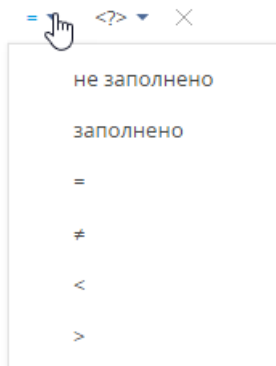 = <?>
не заполнено
заполнено
=
≠
<
>